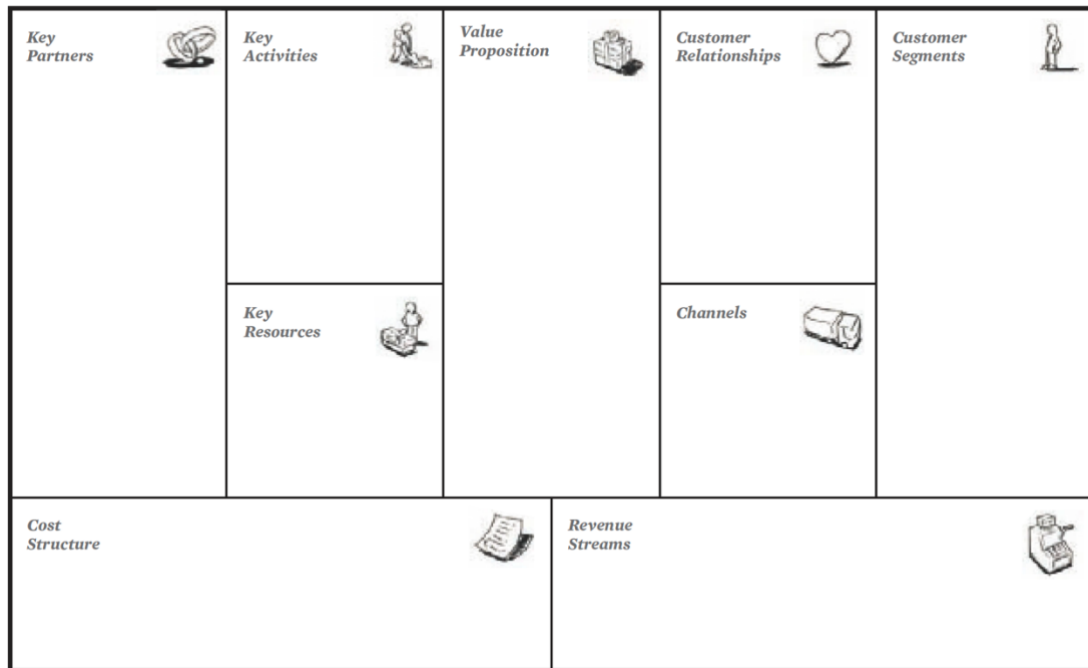 Key
Partners
Key
Activities
Value
Proposition
Customer
Relationships
Customer
Segments
Key
Resources
Channels
Cost
Structure
Revenue
Streams